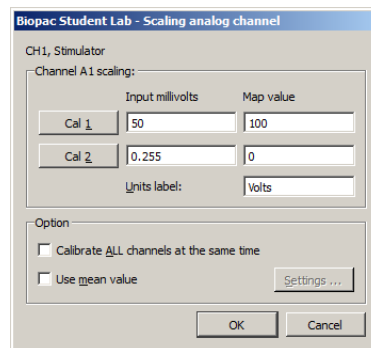 Biopac Student Lab - Scaling analog channel
CH1, Stimulator
Channel A1 scaling:
Input millivolts Map value
Cal 1 50 100
Cal 2 0.255 0
Units label: Volts
Option
Calibrate ALL channels at the same time
Use mean value Settings ...
OK Cancel